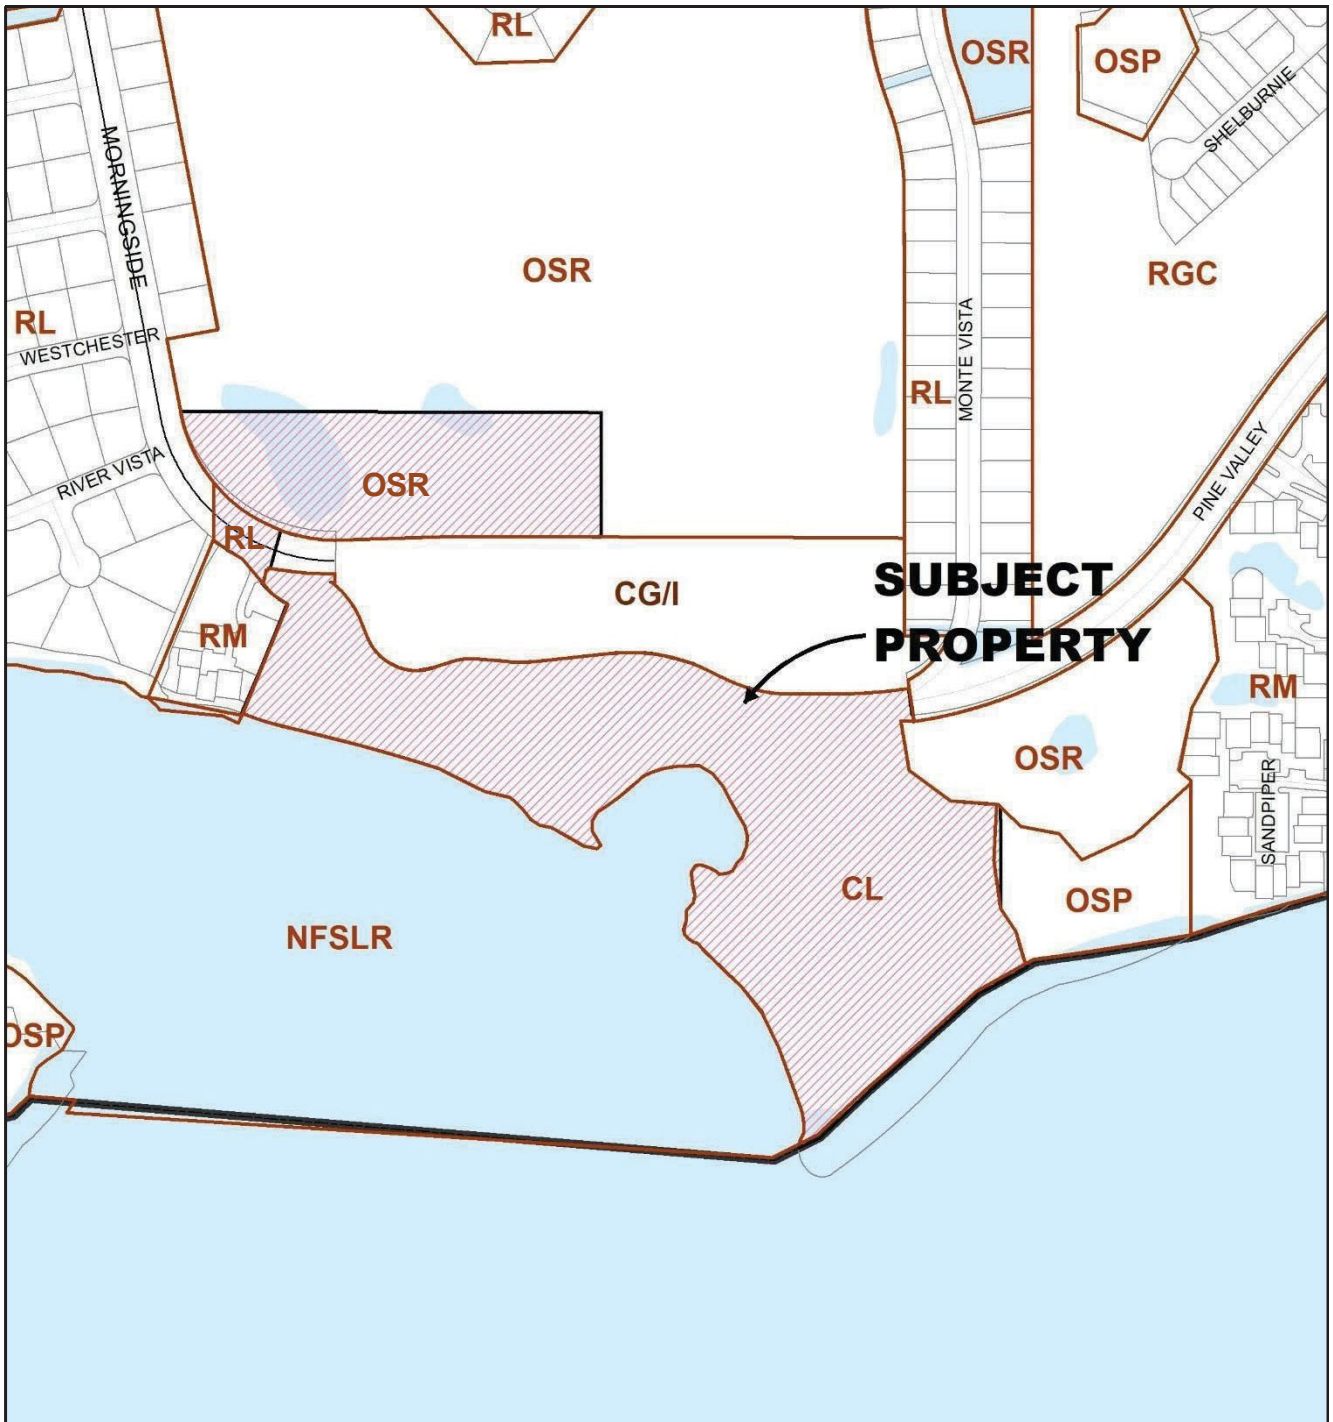 RL
OSR
OSP
SHELBURNIE
MORNINGSIDE
OSR
RGC
RL
WESTCHESTER
MONTE VISTA
RL
RIVER VISTA
OSR
PINE VALLEY
RL
CG/I
SUBJECT
PROPERTY
RM
RM
OSR
SANDPIPER
CL
OSP
NFSLR
OSP